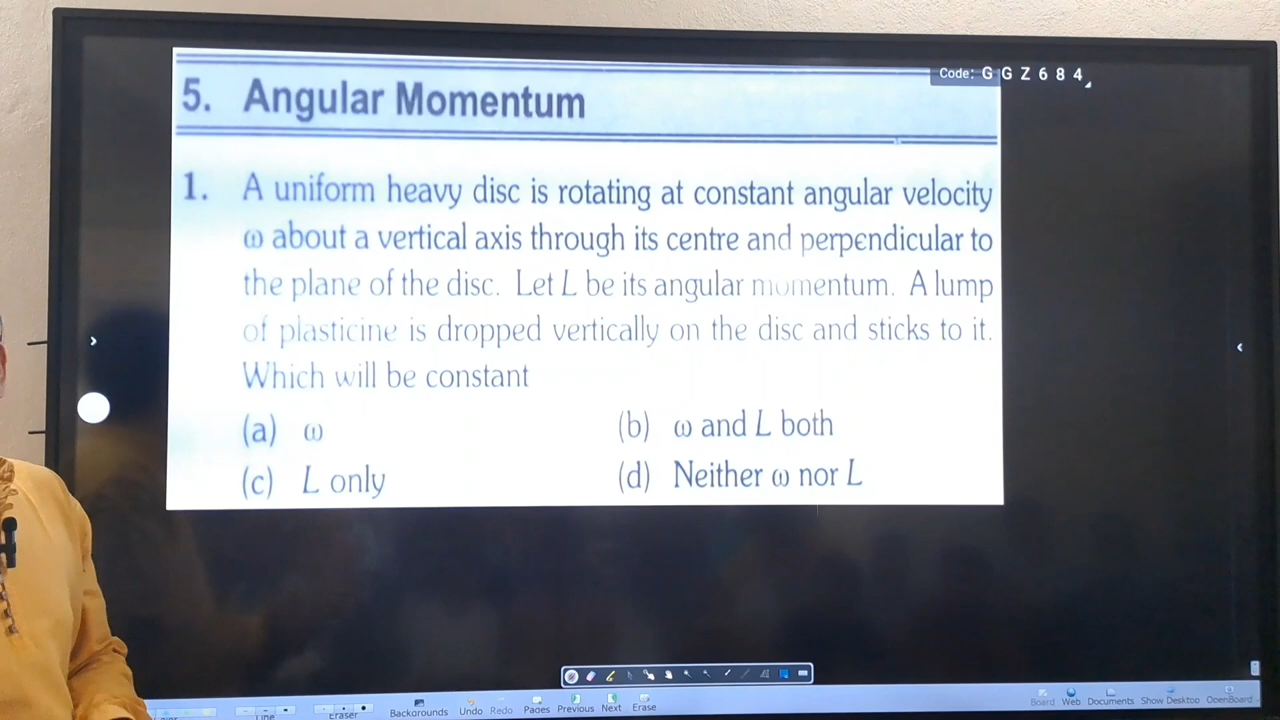 Code: G G Z 6 8 4
5. Angular Momentum
1. A uniform heavy disc is rotating at constant angular velocity
ω about a vertical axis through its centre and perpendicular to
the plane of the disc. Let L be its angular momentum. A lump
of plasticine is dropped vertically on the disc and sticks to it.
Which will be constant
(a) ω (b) ω and L both
(c) L only (d) Neither ω nor L
Line Eraser Backgrounds Undo Redo Pages Previous Next Erase Board Web Documents Show Desktop OpenBoard